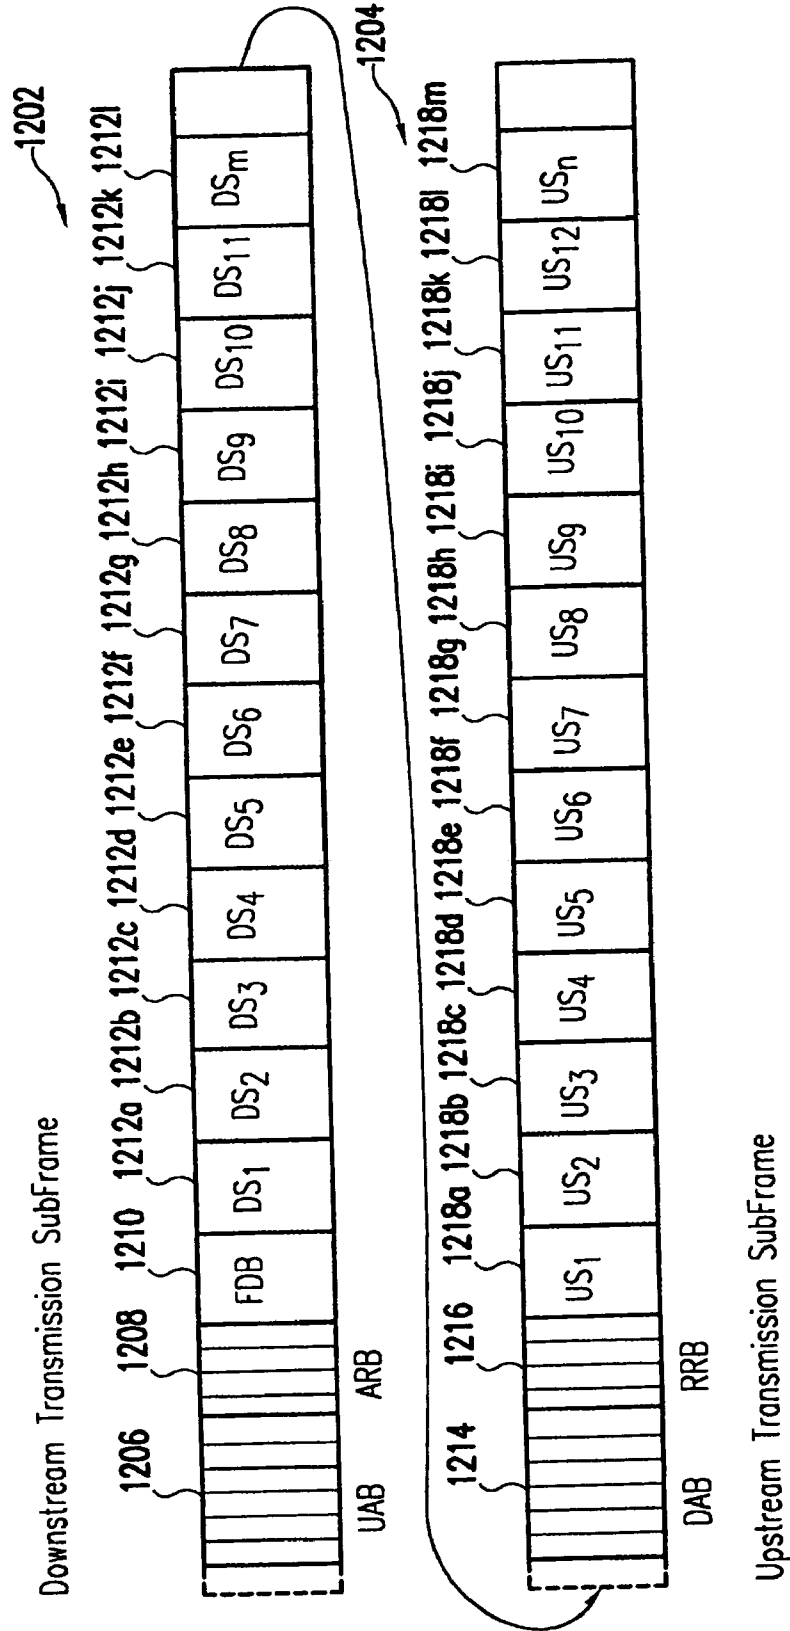 Downstream Transmission SubFrame
1202
1206 1208 1210 1212a 1212b 1212c 1212d 1212e 1212f 1212g 1212h 1212i 1212j 1212k 1212l
FDB DS1 DS2 DS3 DS4 DS5 DS6 DS7 DS8 DS9 DS10 DS11 DSm
UAB ARB
1204
1214 1216 1218a 1218b 1218c 1218d 1218e 1218f 1218g 1218h 1218i 1218j 1218k 1218l 1218m
US1 US2 US3 US4 US5 US6 US7 US8 US9 US10 US11 US12 USn
DAB RRB
Upstream Transmission SubFrame